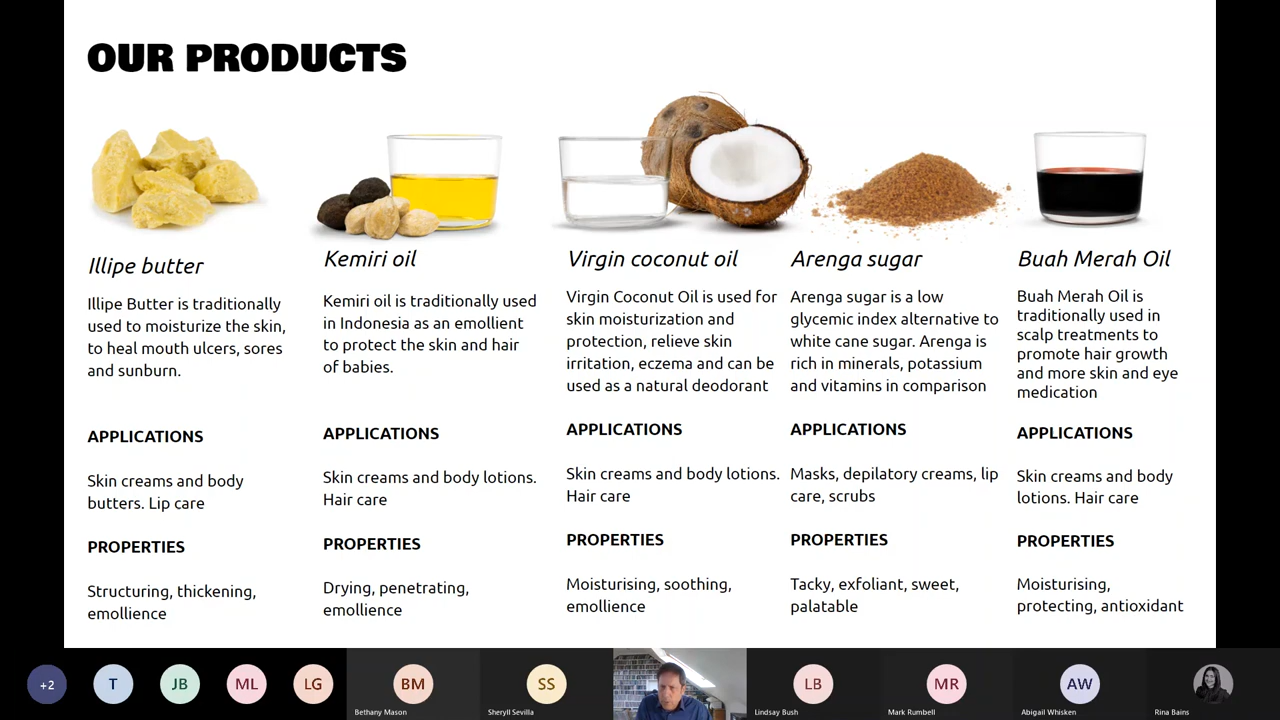 OUR PRODUCTS
Illipe butter
Illipe Butter is traditionally
used to moisturize the skin,
to heal mouth ulcers, sores
and sunburn.
APPLICATIONS
Skin creams and body
butters. Lip care
PROPERTIES
Structuring, thickening,
emollience
Kemiri oil
Kemiri oil is traditionally used
in Indonesia as an emollient
to protect the skin and hair
of babies.
APPLICATIONS
Skin creams and body lotions.
Hair care
PROPERTIES
Drying, penetrating,
emollience
Virgin coconut oil
Virgin Coconut Oil is used for
skin moisturization and
protection, relieve skin
irritation, eczema and can be
used as a natural deodorant
APPLICATIONS
Skin creams and body lotions.
Hair care
PROPERTIES
Moisturising, soothing,
emollience
Arenga sugar
Arenga sugar is a low
glycemic index alternative to
white cane sugar. Arenga is
rich in minerals, potassium
and vitamins in comparison
APPLICATIONS
Masks, depilatory creams, lip
care, scrubs
PROPERTIES
Tacky, exfoliant, sweet,
palatable
Buah Merah Oil
Buah Merah Oil is
traditionally used in
scalp treatments to
promote hair growth
and more skin and eye
medication
APPLICATIONS
Skin creams and body
lotions. Hair care
PROPERTIES
Moisturising,
protecting, antioxidant
+2
T
JB
ML
LG
BM
Bethany Mason
SS
Sheryll Sevilla
LB
Lindsay Bush
MR
Mark Rumbell
AW
Abigail Whisken
Rina Bains